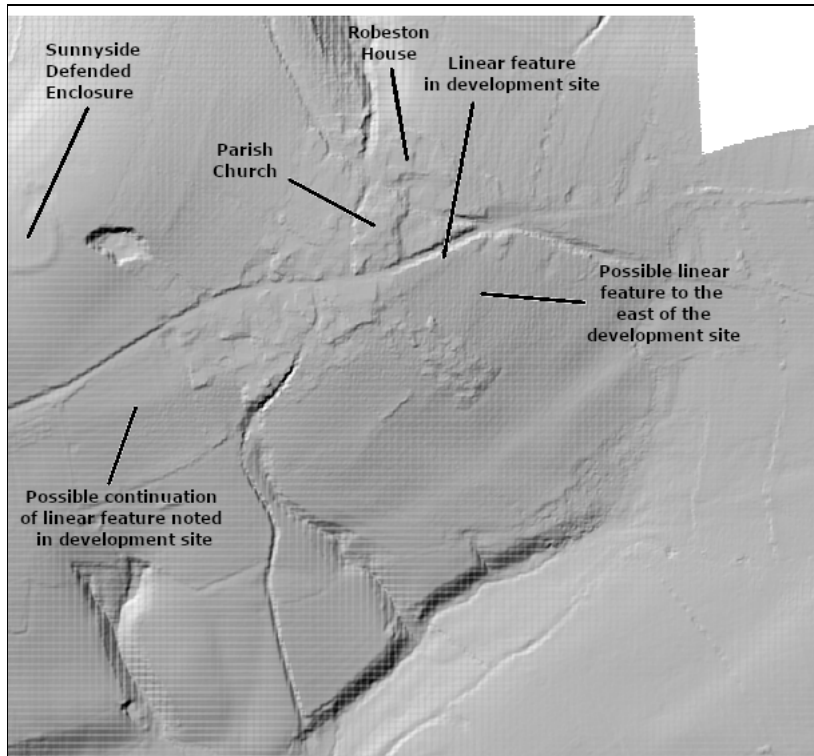 Sunnyside
Defended
Enclosure
Robeston
House
Linear feature
in development site
Parish
Church
Possible linear
feature to the
east of the
development site
Possible continuation
of linear feature noted
in development site